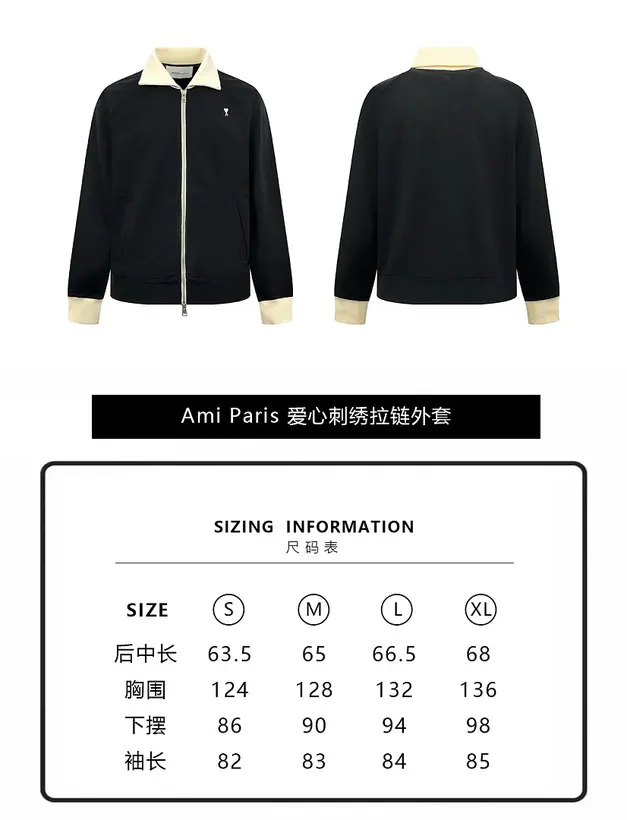 Ami Paris 爱心刺绣拉链外套
SIZING INFORMATION
尺码表
SIZE S M L XL
后中长 63.5 65 66.5 68
胸围 124 128 132 136
下摆 86 90 94 98
袖长 82 83 84 85